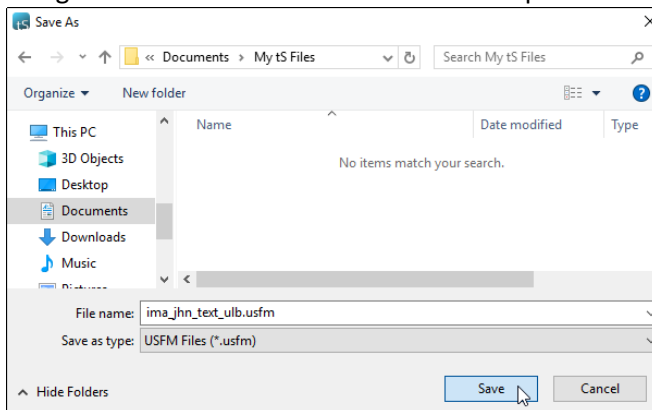 Save As
« Documents › My tS Files
Search My tS Files
Organize
New folder
This PC
3D Objects
Desktop
Documents
Downloads
Music
Name
Date modified
Type
No items match your search.
File name: ima_jhn_text_ulb.usfm
Save as type: USFM Files (*.usfm)
Hide Folders
Save
Cancel